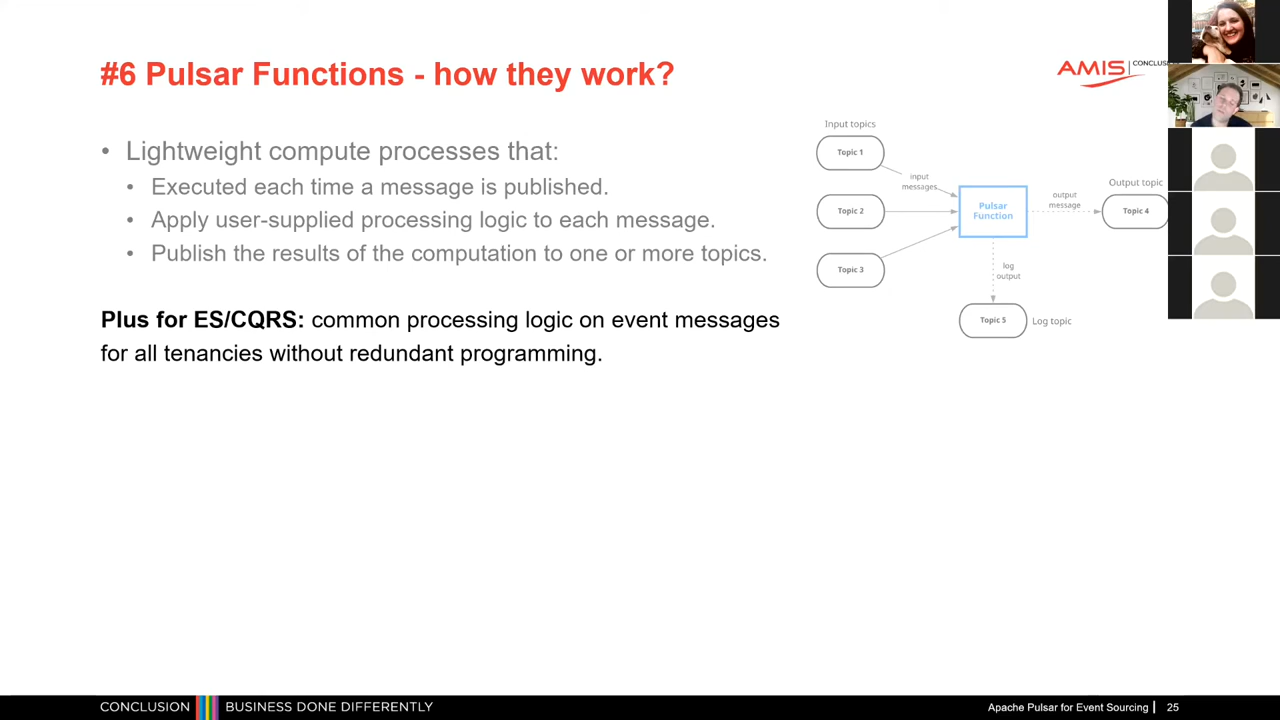 #6 Pulsar Functions - how they work?
AMIS | CONCLUSION
• Lightweight compute processes that:
• Executed each time a message is published.
• Apply user-supplied processing logic to each message.
• Publish the results of the computation to one or more topics.
Plus for ES/CQRS: common processing logic on event messages
for all tenancies without redundant programming.
Input topics
Topic 1
input
messages
Topic 2
Topic 3
Pulsar
Function
output
message
Output topic
Topic 4
log
output
Topic 5
Log topic
CONCLUSION BUSINESS DONE DIFFERENTLY
Apache Pulsar for Event Sourcing | 25